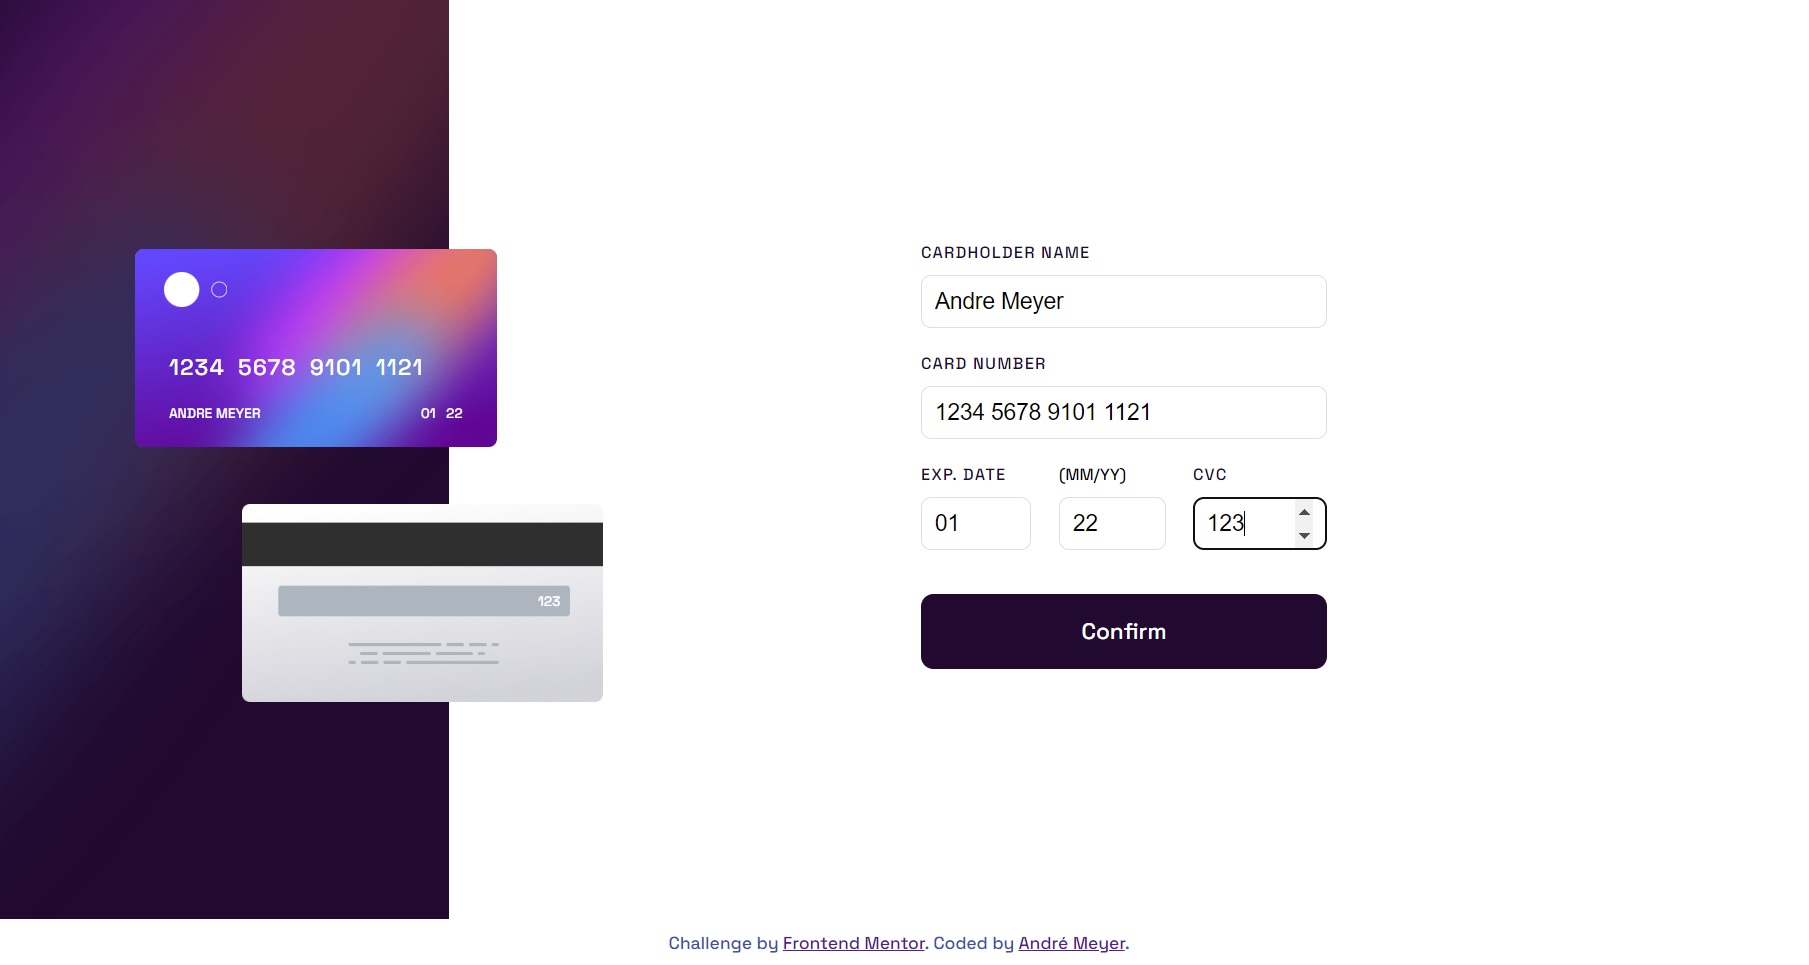 1234 5678 9101 1121
ANDRE MEYER 01 22
123
CARDHOLDER NAME
Andre Meyer
CARD NUMBER
1234 5678 9101 1121
EXP. DATE (MM/YY) CVC
01 22 123
Confirm
Challenge by Frontend Mentor. Coded by André Meyer.